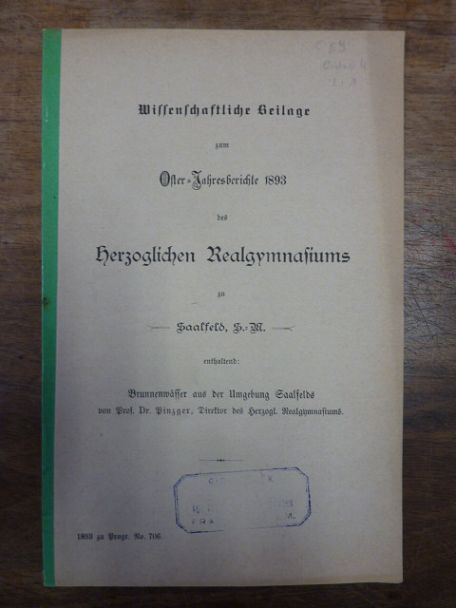 Wissenschaftliche Beilage
zum
Oster-Jahresberichte 1893
des
Herzoglichen Realgymnasiums
zu
Saalfeld, S.-M.
enthaltend:
Brunnenwässer aus der Umgebung Saalfelds
von Prof. Dr. Pinzger, Direktor des Herzogl. Realgymnasiums.
1893 zu Progr. No. 706.